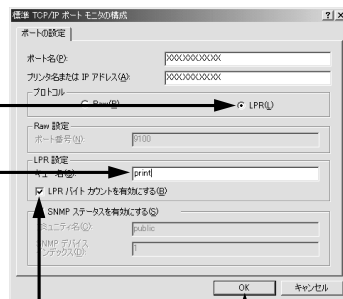 標準 TCP/IP ポート モニタの構成
ポートの設定
ポート名(P):
XXXXXXXXXX
プリンタ名または IP アドレス(A):
XXXXXXXXXX
プロトコル
Raw(R)
LPR(L)
Raw 設定
ポート番号(N):
9100
LPR 設定
キュー名(Q):
print
LPR バイト カウントを有効にする(B)
SNMP ステータスを有効にする(S)
コミュニティ名(C):
public
SNMP デバイス
インデックス(D):
1
OK
キャンセル